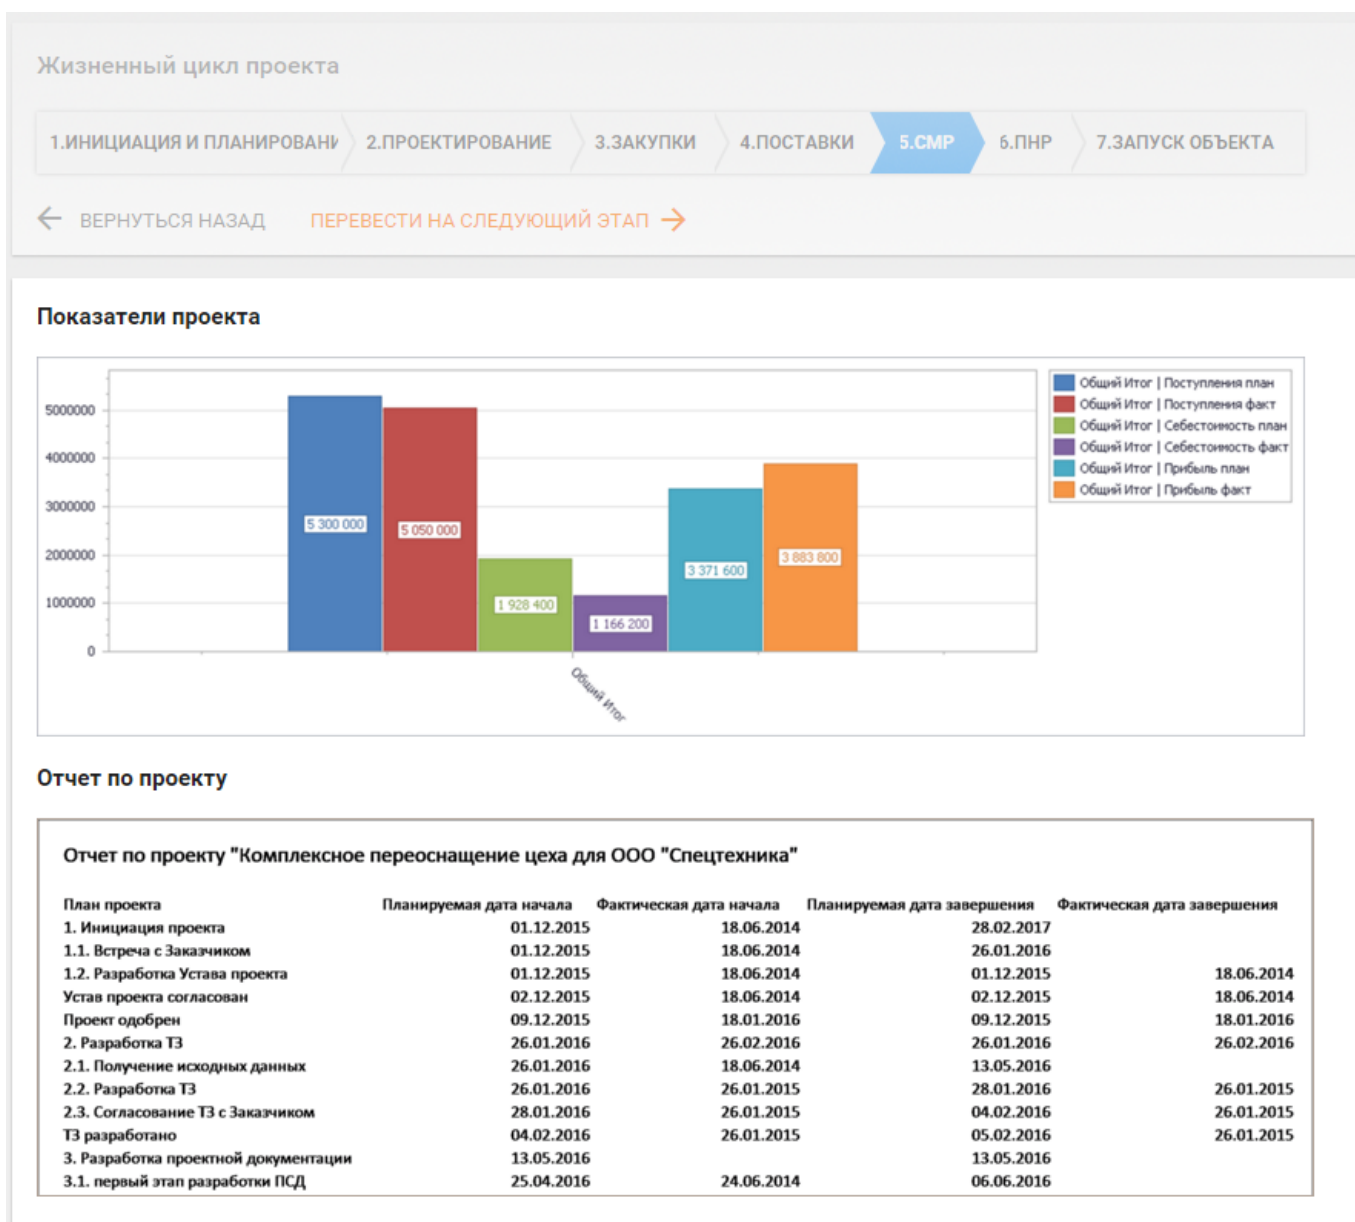 Жизненный цикл проекта
1.ИНИЦИАЦИЯ И ПЛАНИРОВАНИ 2.ПРОЕКТИРОВАНИЕ 3.ЗАКУПКИ 4.ПОСТАВКИ 5.СМР 6.ПНР 7.ЗАПУСК ОБЪЕКТА
ВЕРНУТЬСЯ НАЗАД ПЕРЕВЕСТИ НА СЛЕДУЮЩИЙ ЭТАП
Показатели проекта
5000000
4000000
3000000
2000000
1000000
0
5 300 000
5 050 000
1 928 400
1 166 200
3 371 600
3 883 800
Общий Итог
Общий Итог | Поступления план
Общий Итог | Поступления факт
Общий Итог | Себестоимость план
Общий Итог | Себестоимость факт
Общий Итог | Прибыль план
Общий Итог | Прибыль факт
Отчет по проекту
Отчет по проекту "Комплексное переоснащение цеха для ООО "Спецтехника"
План проекта Планируемая дата начала Фактическая дата начала Планируемая дата завершения Фактическая дата завершения
1. Инициация проекта 01.12.2015 18.06.2014 28.02.2017
1.1. Встреча с Заказчиком 01.12.2015 18.06.2014 26.01.2016
1.2. Разработка Устава проекта 01.12.2015 18.06.2014 01.12.2015 18.06.2014
Устав проекта согласован 02.12.2015 18.06.2014 02.12.2015 18.06.2014
Проект одобрен 09.12.2015 18.01.2016 09.12.2015 18.01.2016
2. Разработка ТЗ 26.01.2016 26.02.2016 26.01.2016 26.02.2016
2.1. Получение исходных данных 26.01.2016 18.06.2014 13.05.2016
2.2. Разработка ТЗ 26.01.2016 26.01.2015 28.01.2016 26.01.2015
2.3. Согласование ТЗ с Заказчиком 28.01.2016 26.01.2015 04.02.2016 26.01.2015
ТЗ разработано 04.02.2016 26.01.2015 05.02.2016 26.01.2015
3. Разработка проектной документации 13.05.2016 13.05.2016
3.1. первый этап разработки ПСД 25.04.2016 24.06.2014 06.06.2016